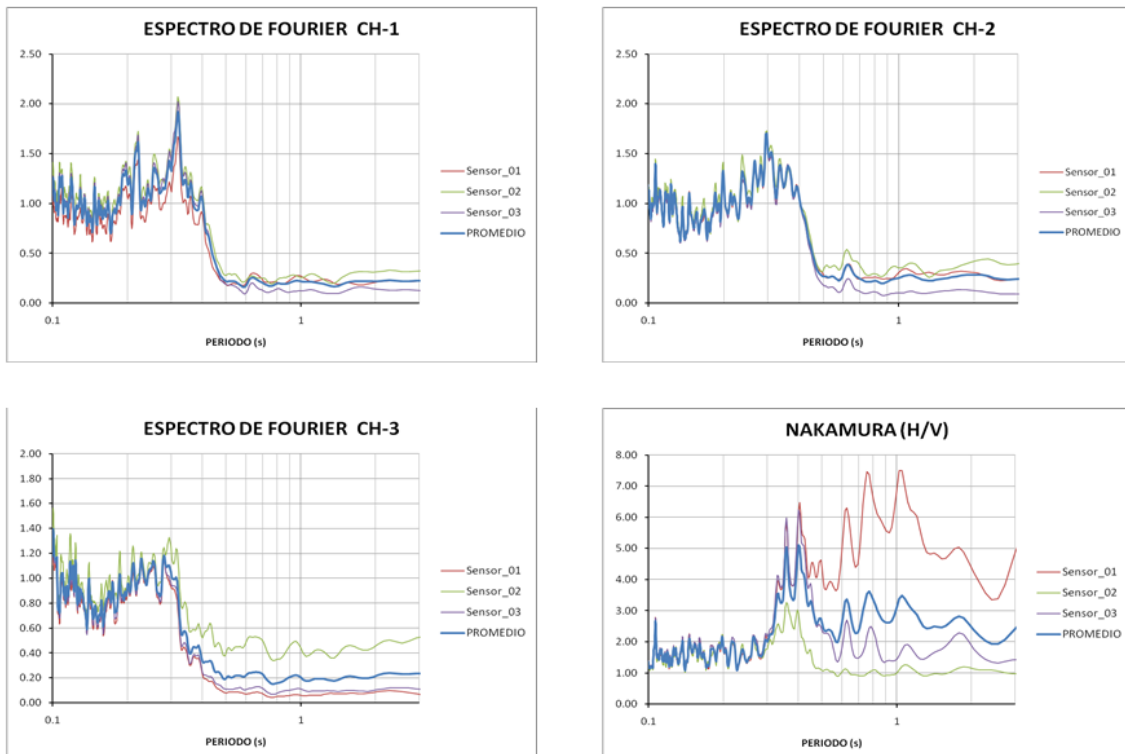 ESPECTRO DE FOURIER CH-1
2.50
2.00
1.50
1.00
0.50
0.00
0.1
1
PERIODO (s)
Sensor_01
Sensor_02
Sensor_03
PROMEDIO
ESPECTRO DE FOURIER CH-2
2.50
2.00
1.50
1.00
0.50
0.00
0.1
1
PERIODO (s)
Sensor_01
Sensor_02
Sensor_03
PROMEDIO
ESPECTRO DE FOURIER CH-3
2.00
1.80
1.60
1.40
1.20
1.00
0.80
0.60
0.40
0.20
0.00
0.1
1
PERIODO (s)
Sensor_01
Sensor_02
Sensor_03
PROMEDIO
NAKAMURA (H/V)
8.00
7.00
6.00
5.00
4.00
3.00
2.00
1.00
0.00
0.1
1
PERIODO (s)
Sensor_01
Sensor_02
Sensor_03
PROMEDIO